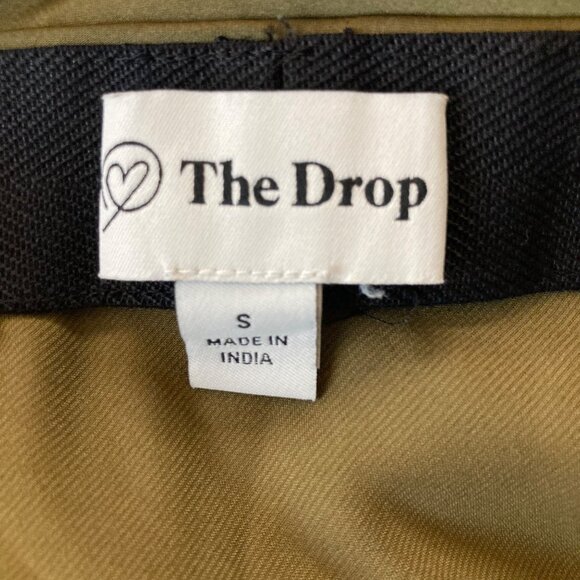 The Drop
S
MADE IN
INDIA